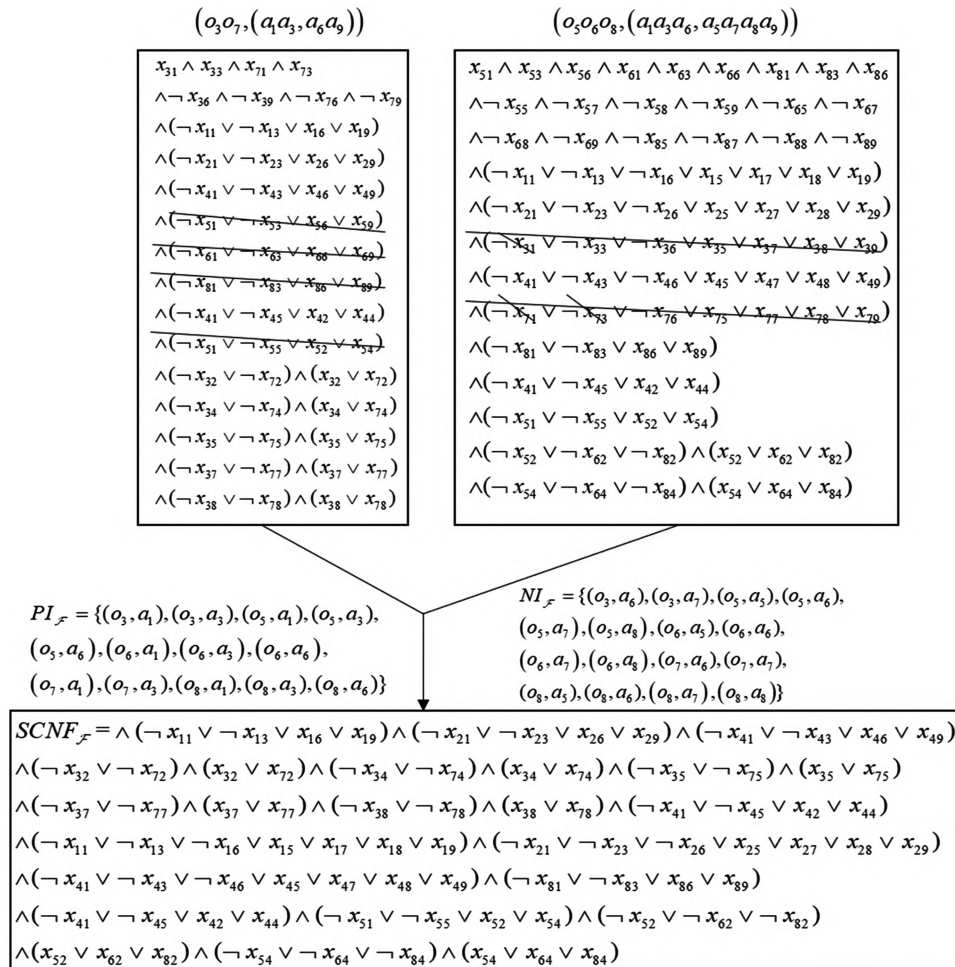 (o₃o₇,(a₁a₃,a₆a₉))
x₃₁ ∧ x₃₃ ∧ x₇₁ ∧ x₇₃
∧¬ x₃₆ ∧¬ x₃₉ ∧¬ x₇₆ ∧¬ x₇₉
∧(¬ x₁₁ ∨¬ x₁₃ ∨ x₁₆ ∨ x₁₉)
∧(¬ x₂₁ ∨¬ x₂₃ ∨ x₂₆ ∨ x₂₉)
∧(¬ x₄₁ ∨¬ x₄₃ ∨ x₄₆ ∨ x₄₉)
∧(¬ x₅₁ ∨¬ x₅₃ ∨ x₅₆ ∨ x₅₉)
∧(¬ x₆₁ ∨¬ x₆₃ ∨ x₆₆ ∨ x₆₉)
∧(¬ x₈₁ ∨¬ x₈₃ ∨ x₈₆ ∨ x₈₉)
∧(¬ x₄₁ ∨¬ x₄₅ ∨ x₄₂ ∨ x₄₄)
∧(¬ x₅₁ ∨¬ x₅₅ ∨ x₅₂ ∨ x₅₄)
∧(¬ x₃₂ ∨¬ x₇₂)∧(x₃₂ ∨ x₇₂)
∧(¬ x₃₄ ∨¬ x₇₄)∧(x₃₄ ∨ x₇₄)
∧(¬ x₃₅ ∨¬ x₇₅)∧(x₃₅ ∨ x₇₅)
∧(¬ x₃₇ ∨¬ x₇₇)∧(x₃₇ ∨ x₇₇)
∧(¬ x₃₈ ∨¬ x₇₈)∧(x₃₈ ∨ x₇₈)
(o₅o₆o₈,(a₁a₃a₆,a₅a₇a₈a₉))
x₅₁ ∧ x₅₃ ∧ x₅₆ ∧ x₆₁ ∧ x₆₃ ∧ x₆₆ ∧ x₈₁ ∧ x₈₃ ∧ x₈₆
∧¬ x₅₅ ∧¬ x₅₇ ∧¬ x₅₈ ∧¬ x₅₉ ∧¬ x₆₅ ∧¬ x₆₇
∧¬ x₆₈ ∧¬ x₆₉ ∧¬ x₈₅ ∧¬ x₈₇ ∧¬ x₈₈ ∧¬ x₈₉
∧(¬ x₁₁ ∨¬ x₁₃ ∨¬ x₁₆ ∨ x₁₅ ∨ x₁₇ ∨ x₁₈ ∨ x₁₉)
∧(¬ x₂₁ ∨¬ x₂₃ ∨¬ x₂₆ ∨ x₂₅ ∨ x₂₇ ∨ x₂₈ ∨ x₂₉)
∧(¬ x₃₁ ∨¬ x₃₃ ∨¬ x₃₆ ∨ x₃₅ ∨ x₃₇ ∨ x₃₈ ∨ x₃₉)
∧(¬ x₄₁ ∨¬ x₄₃ ∨¬ x₄₆ ∨ x₄₅ ∨ x₄₇ ∨ x₄₈ ∨ x₄₉)
∧(¬ x₇₁ ∨¬ x₇₃ ∨¬ x₇₆ ∨ x₇₅ ∨ x₇₇ ∨ x₇₈ ∨ x₇₉)
∧(¬ x₈₁ ∨¬ x₈₃ ∨ x₈₆ ∨ x₈₉)
∧(¬ x₄₁ ∨¬ x₄₅ ∨ x₄₂ ∨ x₄₄)
∧(¬ x₅₁ ∨¬ x₅₅ ∨ x₅₂ ∨ x₅₄)
∧(¬ x₅₂ ∨¬ x₆₂ ∨¬ x₈₂)∧(x₅₂ ∨ x₆₂ ∨ x₈₂)
∧(¬ x₅₄ ∨¬ x₆₄ ∨¬ x₈₄)∧(x₅₄ ∨ x₆₄ ∨ x₈₄)
PI_ℱ = {(o₃,a₁),(o₃,a₃),(o₅,a₁),(o₅,a₃),
(o₅,a₆),(o₆,a₁),(o₆,a₃),(o₆,a₆),
(o₇,a₁),(o₇,a₃),(o₈,a₁),(o₈,a₃),(o₈,a₆)}
NI_ℱ = {(o₃,a₆),(o₃,a₇),(o₅,a₅),(o₅,a₆),
(o₅,a₇),(o₅,a₈),(o₆,a₅),(o₆,a₆),
(o₆,a₇),(o₆,a₈),(o₇,a₆),(o₇,a₇),
(o₈,a₅),(o₈,a₆),(o₈,a₇),(o₈,a₈)}
SCNF_ℱ = ∧(¬ x₁₁ ∨¬ x₁₃ ∨ x₁₆ ∨ x₁₉)∧(¬ x₂₁ ∨¬ x₂₃ ∨ x₂₆ ∨ x₂₉)∧(¬ x₄₁ ∨¬ x₄₃ ∨ x₄₆ ∨ x₄₉)
∧(¬ x₃₂ ∨¬ x₇₂)∧(x₃₂ ∨ x₇₂)∧(¬ x₃₄ ∨¬ x₇₄)∧(x₃₄ ∨ x₇₄)∧(¬ x₃₅ ∨¬ x₇₅)∧(x₃₅ ∨ x₇₅)
∧(¬ x₃₇ ∨¬ x₇₇)∧(x₃₇ ∨ x₇₇)∧(¬ x₃₈ ∨¬ x₇₈)∧(x₃₈ ∨ x₇₈)∧(¬ x₄₁ ∨¬ x₄₅ ∨ x₄₂ ∨ x₄₄)
∧(¬ x₁₁ ∨¬ x₁₃ ∨¬ x₁₆ ∨ x₁₅ ∨ x₁₇ ∨ x₁₈ ∨ x₁₉)∧(¬ x₂₁ ∨¬ x₂₃ ∨¬ x₂₆ ∨ x₂₅ ∨ x₂₇ ∨ x₂₈ ∨ x₂₉)
∧(¬ x₄₁ ∨¬ x₄₃ ∨¬ x₄₆ ∨ x₄₅ ∨ x₄₇ ∨ x₄₈ ∨ x₄₉)∧(¬ x₈₁ ∨¬ x₈₃ ∨ x₈₆ ∨ x₈₉)
∧(¬ x₄₁ ∨¬ x₄₅ ∨ x₄₂ ∨ x₄₄)∧(¬ x₅₁ ∨¬ x₅₅ ∨ x₅₂ ∨ x₅₄)∧(¬ x₅₂ ∨¬ x₆₂ ∨¬ x₈₂)
∧(x₅₂ ∨ x₆₂ ∨ x₈₂)∧(¬ x₅₄ ∨¬ x₆₄ ∨¬ x₈₄)∧(x₅₄ ∨ x₆₄ ∨ x₈₄)